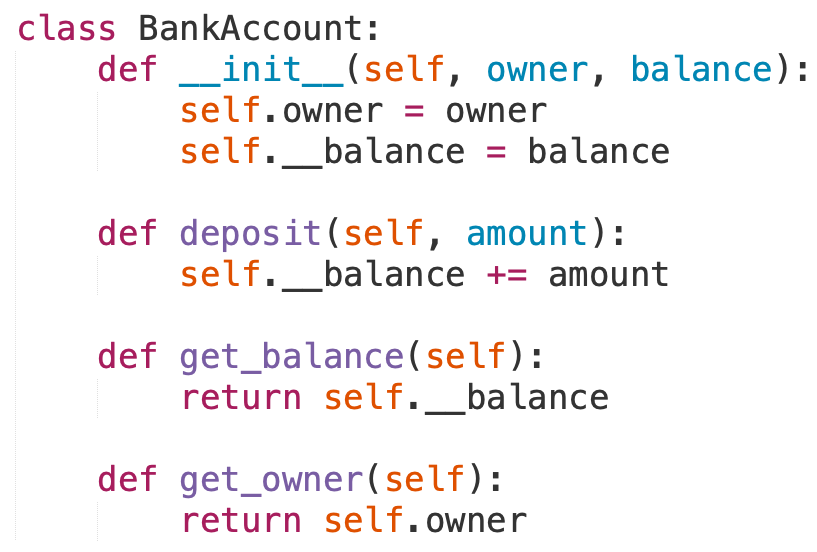 class BankAccount:
    def __init__(self, owner, balance):
        self.owner = owner
        self.__balance = balance

    def deposit(self, amount):
        self.__balance += amount

    def get_balance(self):
        return self.__balance

    def get_owner(self):
        return self.owner